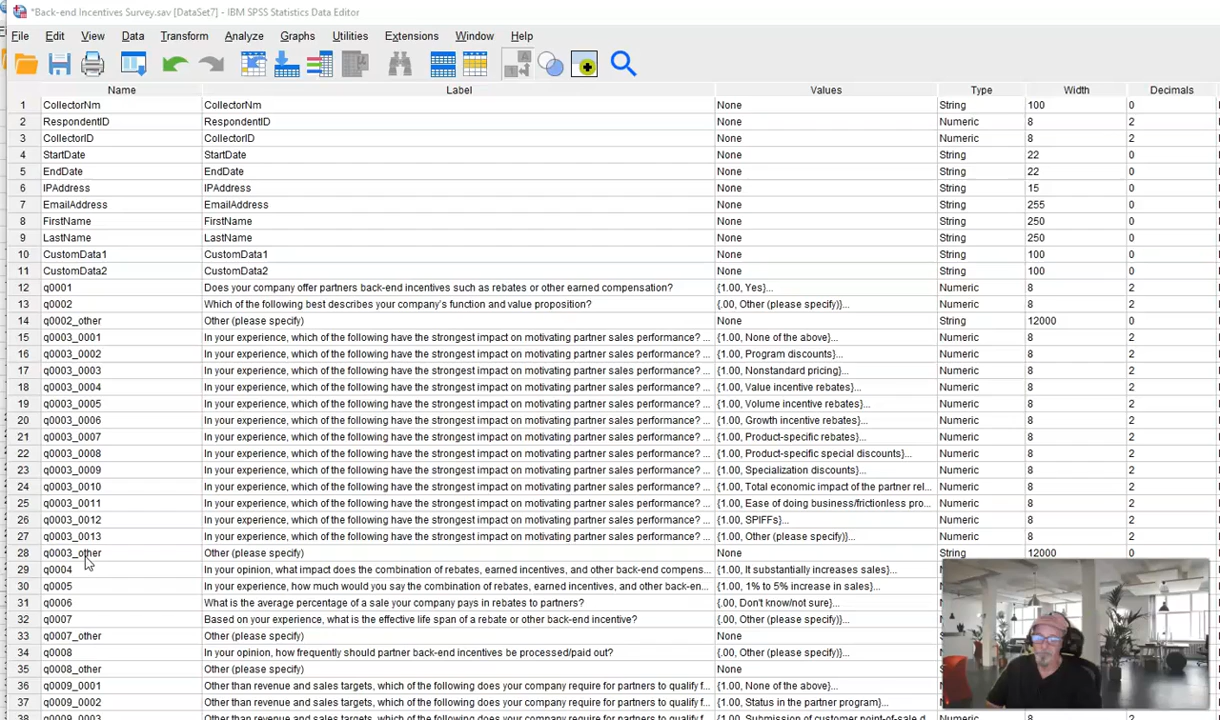 *Back-end Incentives Survey.sav [DataSet7] - IBM SPSS Statistics Data Editor
File Edit View Data Transform Analyze Graphs Utilities Extensions Window Help
Name Label Values Type Width Decimals
1 CollectorNm CollectorNm None String 100 0
2 RespondentID RespondentID None Numeric 8 2
3 CollectorID CollectorID None Numeric 8 2
4 StartDate StartDate None String 22 0
5 EndDate EndDate None String 22 0
6 IPAddress IPAddress None String 15 0
7 EmailAddress EmailAddress None String 255 0
8 FirstName FirstName None String 250 0
9 LastName LastName None String 250 0
10 CustomData1 CustomData1 None String 100 0
11 CustomData2 CustomData2 None String 100 0
12 q0001 Does your company offer partners back-end incentives such as rebates or other earned compensation? {1.00, Yes}... Numeric 8 2
13 q0002 Which of the following best describes your company's function and value proposition? {.00, Other (please specify)}... Numeric 8 2
14 q0002_other Other (please specify) None String 12000 0
15 q0003_0001 In your experience, which of the following have the strongest impact on motivating partner sales performance? ... {1.00, None of the above}... Numeric 8 2
16 q0003_0002 In your experience, which of the following have the strongest impact on motivating partner sales performance? ... {1.00, Program discounts}... Numeric 8 2
17 q0003_0003 In your experience, which of the following have the strongest impact on motivating partner sales performance? ... {1.00, Nonstandard pricing}... Numeric 8 2
18 q0003_0004 In your experience, which of the following have the strongest impact on motivating partner sales performance? ... {1.00, Value incentive rebates}... Numeric 8 2
19 q0003_0005 In your experience, which of the following have the strongest impact on motivating partner sales performance? ... {1.00, Volume incentive rebates}... Numeric 8 2
20 q0003_0006 In your experience, which of the following have the strongest impact on motivating partner sales performance? ... {1.00, Growth incentive rebates}... Numeric 8 2
21 q0003_0007 In your experience, which of the following have the strongest impact on motivating partner sales performance? ... {1.00, Product-specific rebates}... Numeric 8 2
22 q0003_0008 In your experience, which of the following have the strongest impact on motivating partner sales performance? ... {1.00, Product-specific special discounts}... Numeric 8 2
23 q0003_0009 In your experience, which of the following have the strongest impact on motivating partner sales performance? ... {1.00, Specialization discounts}... Numeric 8 2
24 q0003_0010 In your experience, which of the following have the strongest impact on motivating partner sales performance? ... {1.00, Total economic impact of the partner rel... Numeric 8 2
25 q0003_0011 In your experience, which of the following have the strongest impact on motivating partner sales performance? ... {1.00, Ease of doing business/frictionless pro... Numeric 8 2
26 q0003_0012 In your experience, which of the following have the strongest impact on motivating partner sales performance? ... {1.00, SPIFFs}... Numeric 8 2
27 q0003_0013 In your experience, which of the following have the strongest impact on motivating partner sales performance? ... {1.00, Other (please specify)}... Numeric 8 2
28 q0003_other Other (please specify) None String 12000 0
29 q0004 In your opinion, what impact does the combination of rebates, earned incentives, and other back-end compens... {1.00, It substantially increases sales}...
30 q0005 In your experience, how much would you say the combination of rebates, earned incentives, and other back-en... {1.00, 1% to 5% increase in sales}...
31 q0006 What is the average percentage of a sale your company pays in rebates to partners? {.00, Don't know/not sure}...
32 q0007 Based on your experience, what is the effective life span of a rebate or other back-end incentive? {.00, Other (please specify)}...
33 q0007_other Other (please specify) None
34 q0008 In your opinion, how frequently should partner back-end incentives be processed/paid out? {.00, Other (please specify)}...
35 q0008_other Other (please specify) None
36 q0009_0001 Other than revenue and sales targets, which of the following does your company require for partners to qualify f... {1.00, None of the above}...
37 q0009_0002 Other than revenue and sales targets, which of the following does your company require for partners to qualify f... {1.00, Status in the partner program}...
38 q0009_0003 Other than revenue and sales targets, which of the following does your company require for partners to qualify f... {1.00, Submission of customer point-of-sale d...